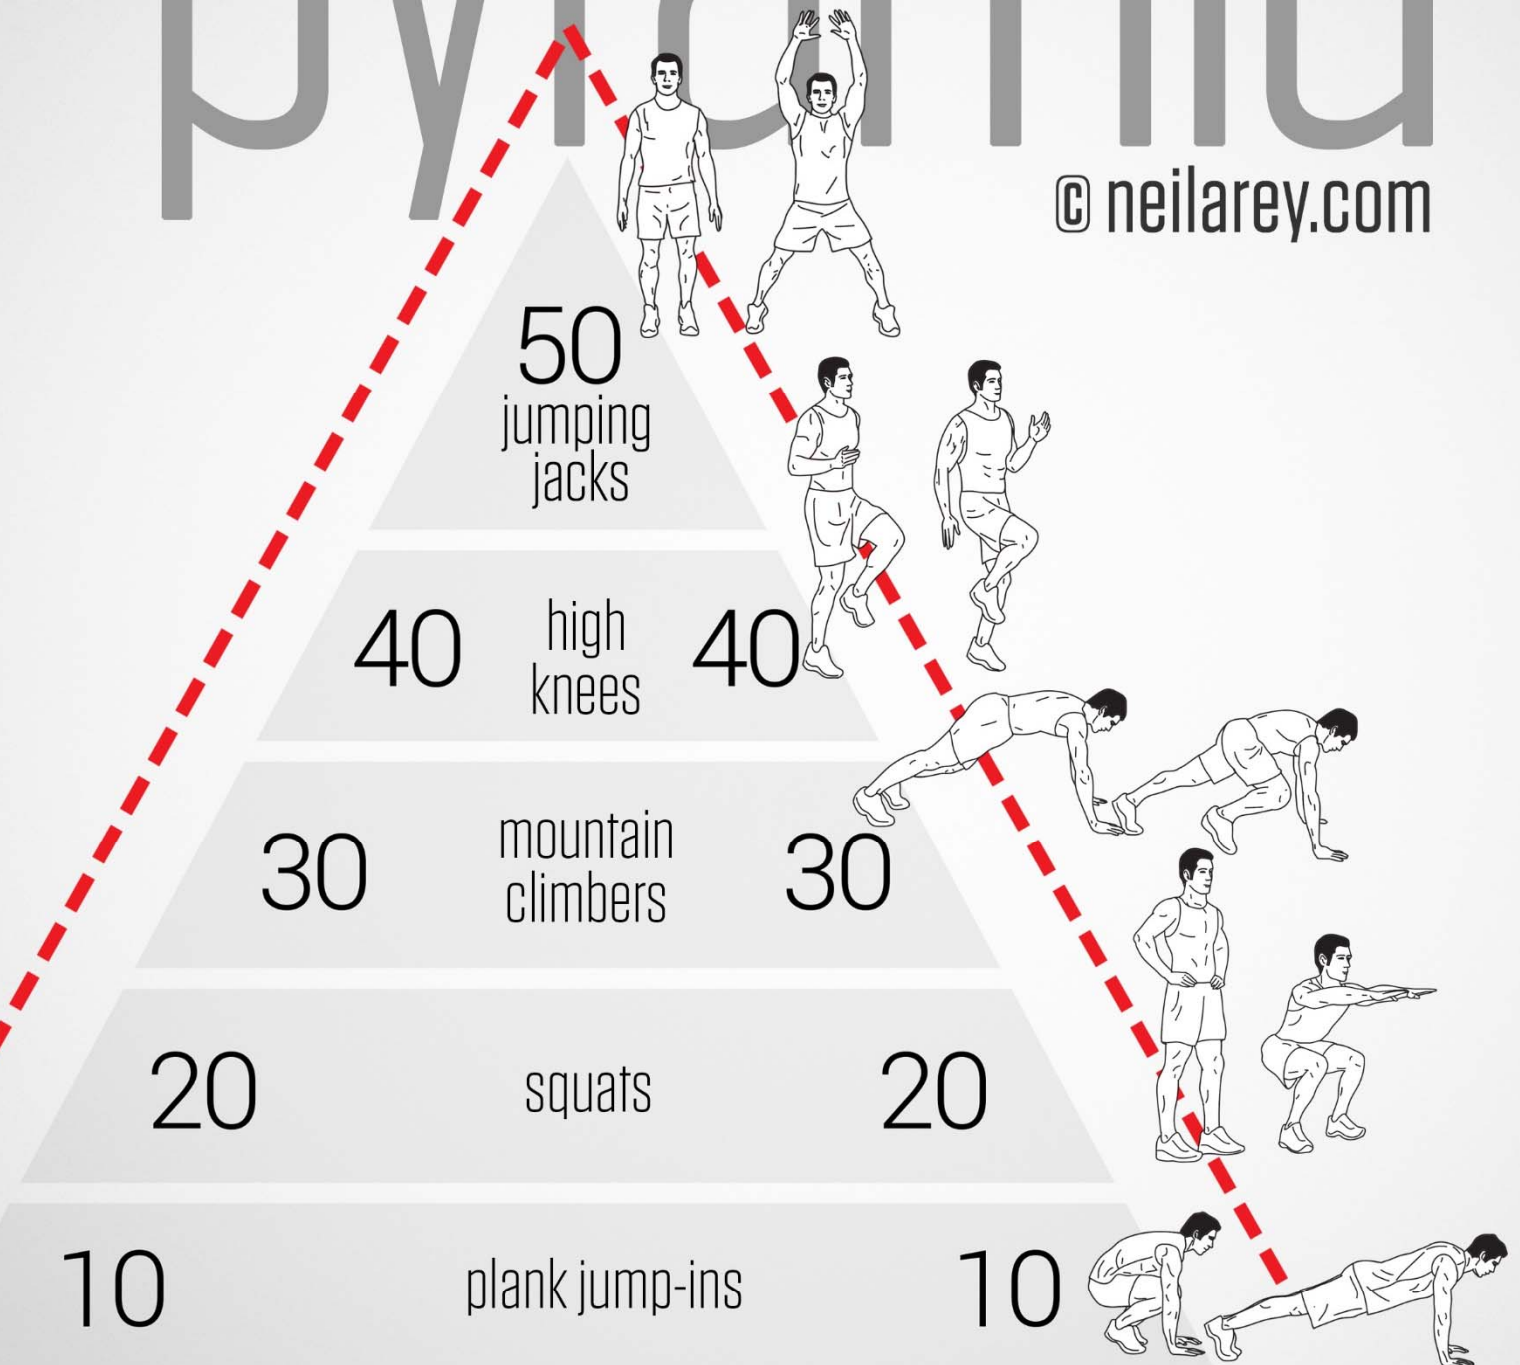 pyramid
© neilarey.com
50
jumping
jacks
40 high knees 40
30 mountain climbers 30
20 squats 20
10 plank jump-ins 10